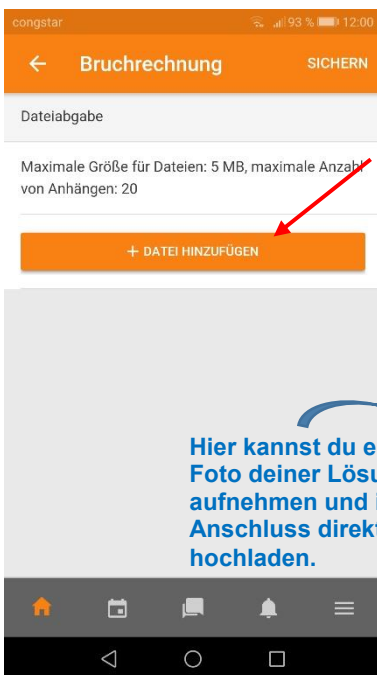 congstar 93 % 12:00
Bruchrechnung SICHERN
Dateiabgabe
Maximale Größe für Dateien: 5 MB, maximale Anzahl
von Anhängen: 20
+ DATEI HINZUFÜGEN
Hier kannst du e
Foto deiner Lösu
aufnehmen und i
Anschluss direkt
hochladen.